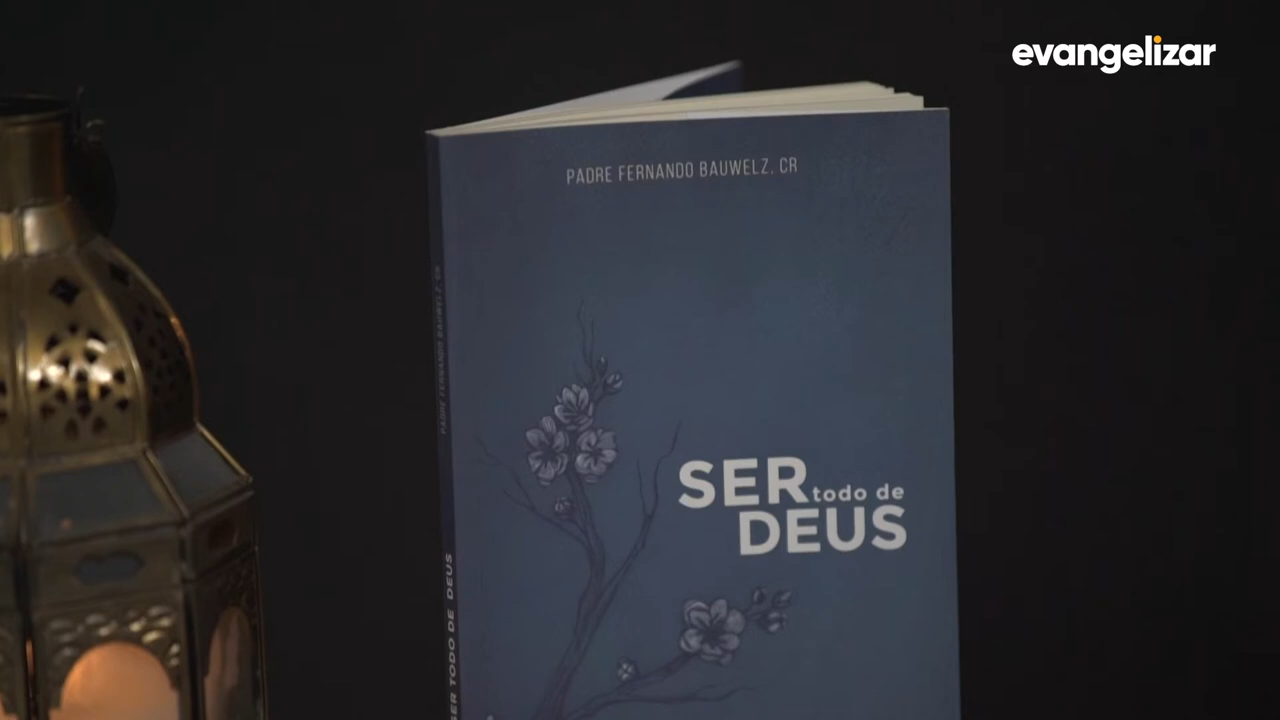 evangelizar
PADRE FERNANDO BAUWELZ, CR
SER todo de
DEUS
PADRE FERNANDO BAUWELZ, CR
SER TODO DE DEUS